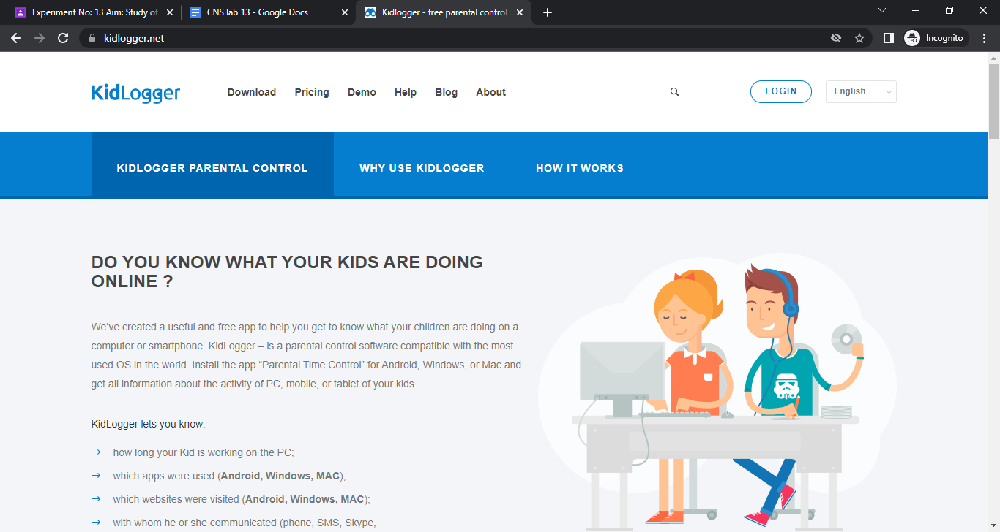 Experiment No: 13 Aim: Study of
CNS lab 13 - Google Docs
Kidlogger - free parental control
kidlogger.net
Incognito
KidLogger
Download Pricing Demo Help Blog About
LOGIN
English
KIDLOGGER PARENTAL CONTROL
WHY USE KIDLOGGER
HOW IT WORKS
DO YOU KNOW WHAT YOUR KIDS ARE DOING
ONLINE ?
We’ve created a useful and free app to help you get to know what your children are doing on a
computer or smartphone. KidLogger – is a parental control software compatible with the most
used OS in the world. Install the app “Parental Time Control” for Android, Windows, or Mac and
get all information about the activity of PC, mobile, or tablet of your kids.
KidLogger lets you know:
how long your Kid is working on the PC;
which apps were used (Android, Windows, MAC);
which websites were visited (Android, Windows, MAC);
with whom he or she communicated (phone, SMS, Skype,